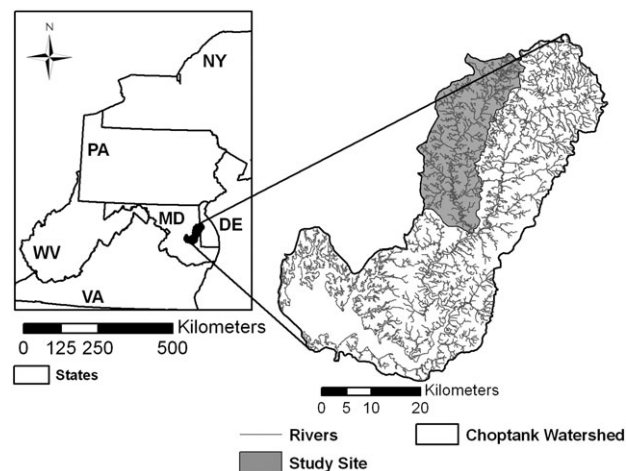 N
NY
PA
MD
DE
WV
VA
Kilometers
0 125 250 500
States
Kilometers
0 5 10 20
Rivers
Choptank Watershed
Study Site